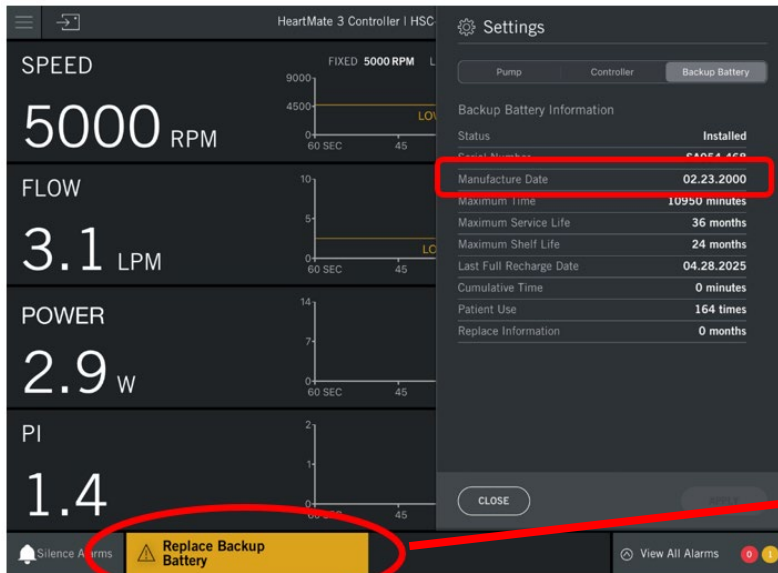 HeartMate 3 Controller | HSC-
SPEED
5000 RPM
FIXED 5000 RPM L
9000
4500
0
LOW
60 SEC 45
FLOW
3.1 LPM
10
5
0
LO
60 SEC 45
POWER
2.9 W
14
7
0
60 SEC 45
PI
1.4
2
1
0
60 SEC 45
Settings
Pump Controller Backup Battery
Backup Battery Information
Status Installed
Serial Number
Manufacture Date 02.23.2000
Maximum Time 10950 minutes
Maximum Service Life 36 months
Maximum Shelf Life 24 months
Last Full Recharge Date 04.28.2025
Cumulative Time 0 minutes
Patient Use 164 times
Replace Information 0 months
CLOSE APPLY
Silence Alarms
Replace Backup
Battery
View All Alarms 0 1